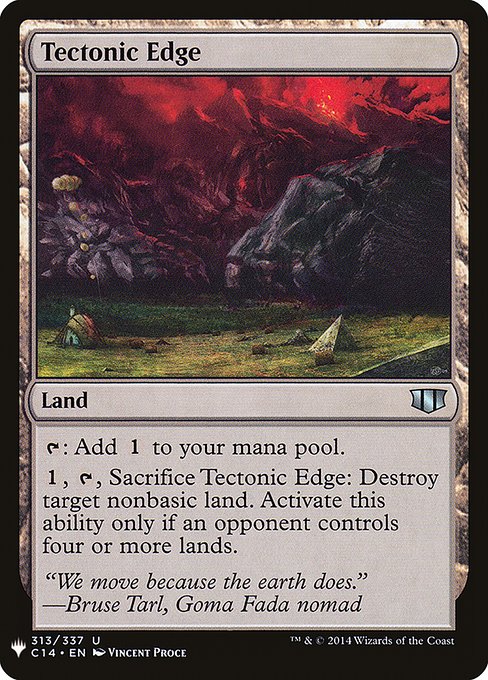 Tectonic Edge
Land
: Add 1 to your mana pool.
1, , Sacrifice Tectonic Edge: Destroy
target nonbasic land. Activate this
ability only if an opponent controls
four or more lands.
“We move because the earth does.”
—Bruse Tarl, Goma Fada nomad
313/337 U
C14 • EN Vincent Proce
™ & © 2014 Wizards of the Coast